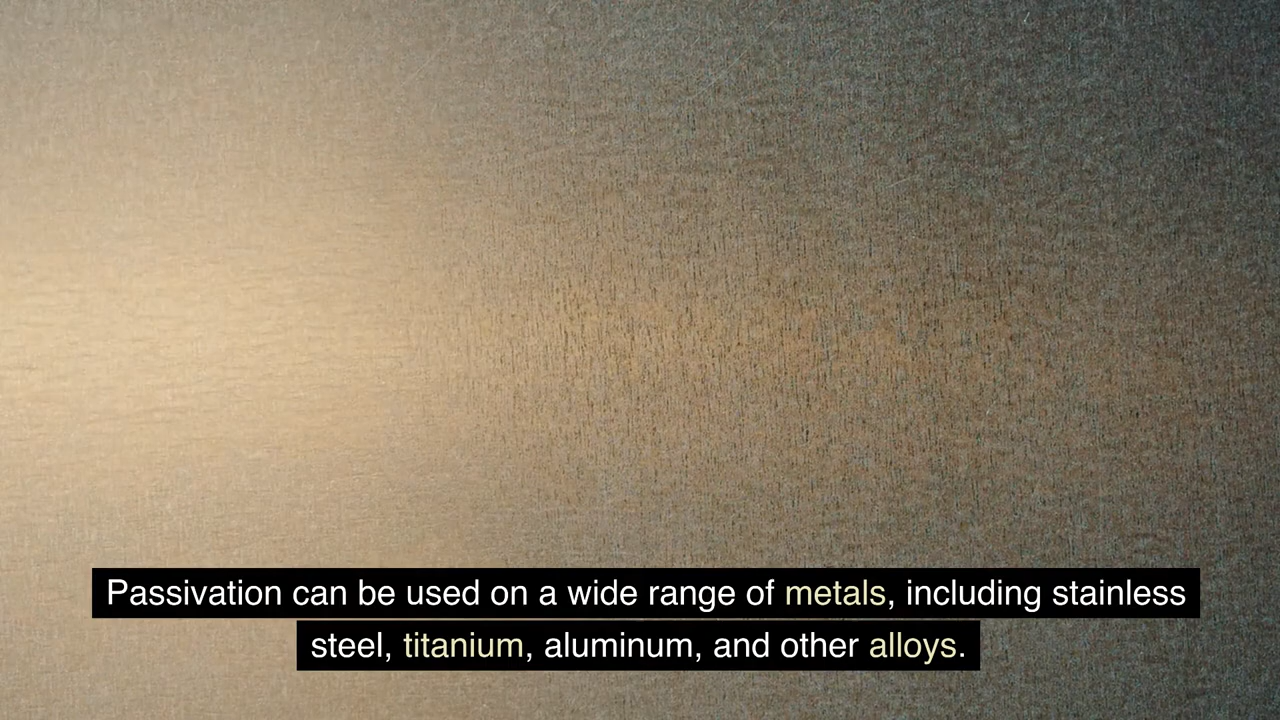 Passivation can be used on a wide range of metals, including stainless
steel, titanium, aluminum, and other alloys.